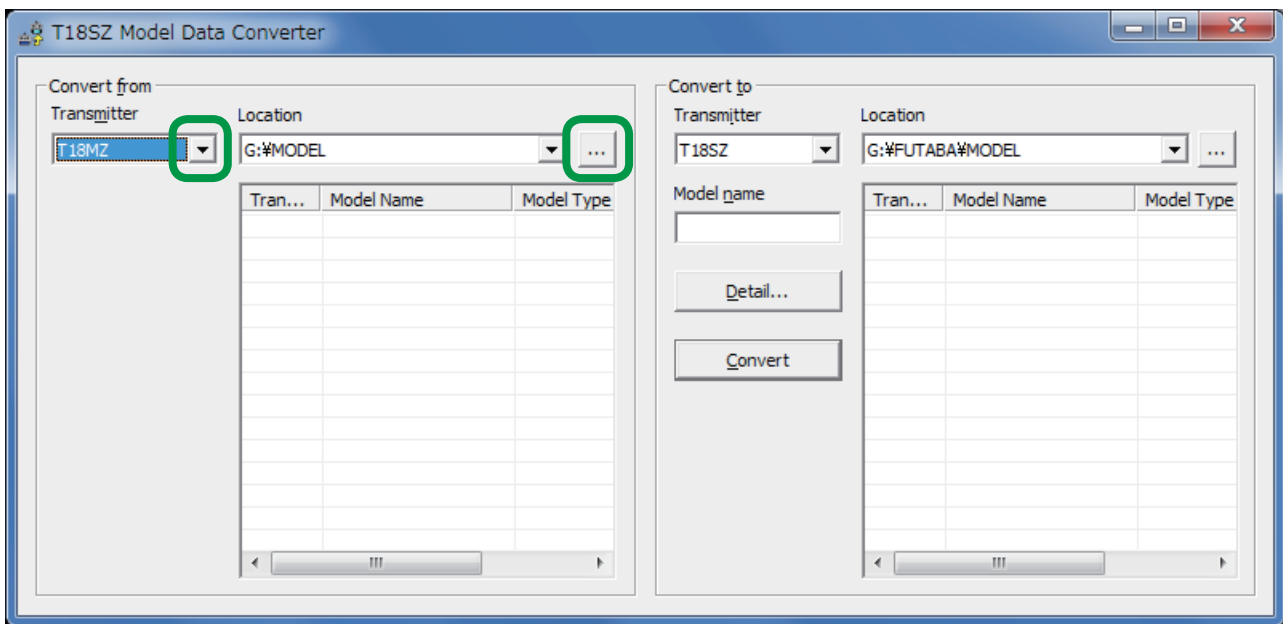 T18SZ Model Data Converter
Convert from
Transmitter
Location
T18MZ
G:¥MODEL
...
Tran...
Model Name
Model Type
Convert to
Transmitter
Location
T18SZ
G:¥FUTABA¥MODEL
...
Model name
Detail...
Convert
Tran...
Model Name
Model Type